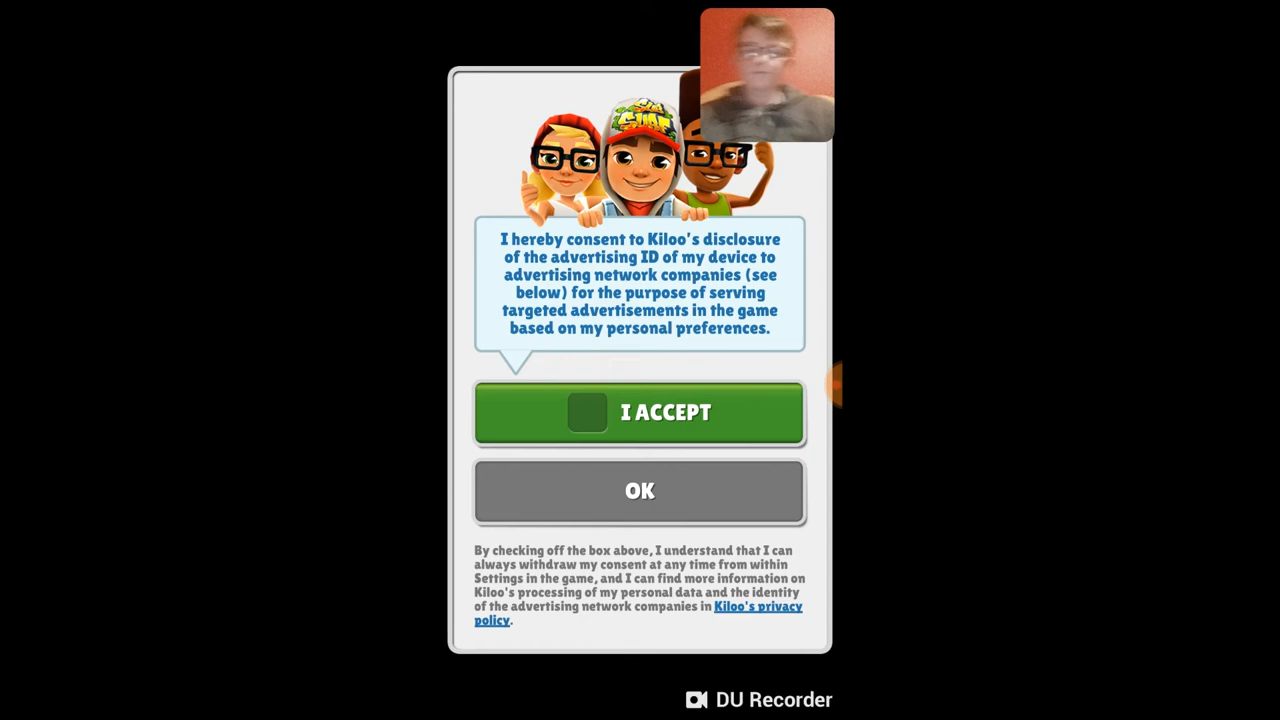 SUB
SURF
I hereby consent to Kiloo's disclosure
of the advertising ID of my device to
advertising network companies (see
below) for the purpose of serving
targeted advertisements in the game
based on my personal preferences.
I ACCEPT
OK
By checking off the box above, I understand that I can
always withdraw my consent at any time from within
Settings in the game, and I can find more information on
Kiloo's processing of my personal data and the identity
of the advertising network companies in Kiloo's privacy
policy.
DU Recorder